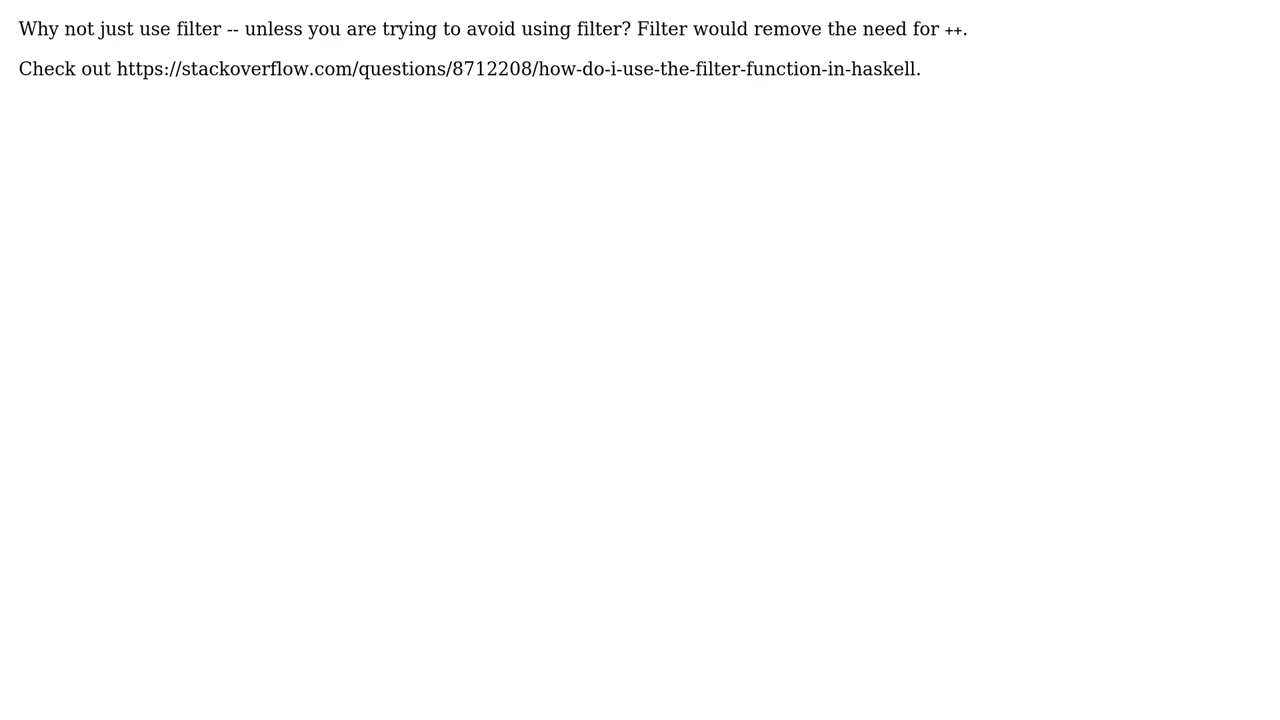 Why not just use filter -- unless you are trying to avoid using filter? Filter would remove the need for ++.
Check out https://stackoverflow.com/questions/8712208/how-do-i-use-the-filter-function-in-haskell.